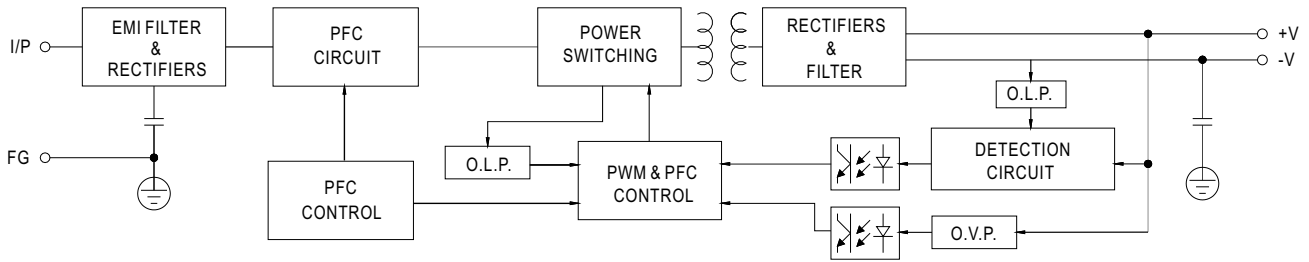 I/P
EMI FILTER
&
RECTIFIERS
PFC
CIRCUIT
POWER
SWITCHING
RECTIFIERS
&
FILTER
+V
-V
O.L.P.
FG
O.L.P.
PFC
CONTROL
PWM & PFC
CONTROL
DETECTION
CIRCUIT
O.V.P.